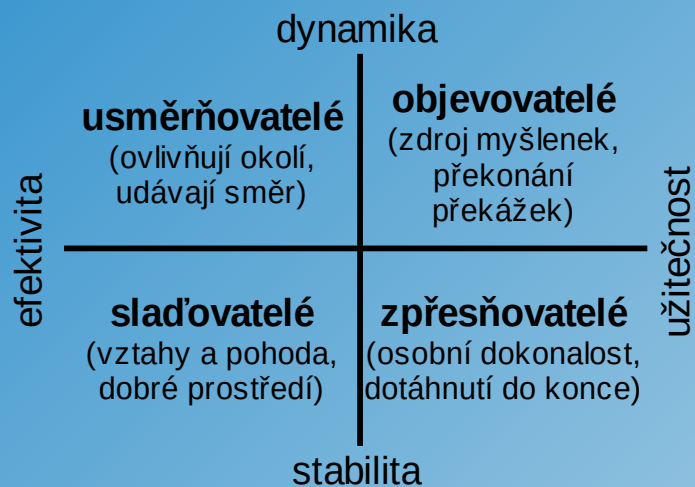 dynamika
usměrňovatelé
(ovlivňují okolí,
udávají směr)
objevovatelé
(zdroj myšlenek,
překonání
překážek)
efektivita
užitečnost
slaďovatelé
(vztahy a pohoda,
dobré prostředí)
zpřesňovatelé
(osobní dokonalost,
dotáhnutí do konce)
stabilita